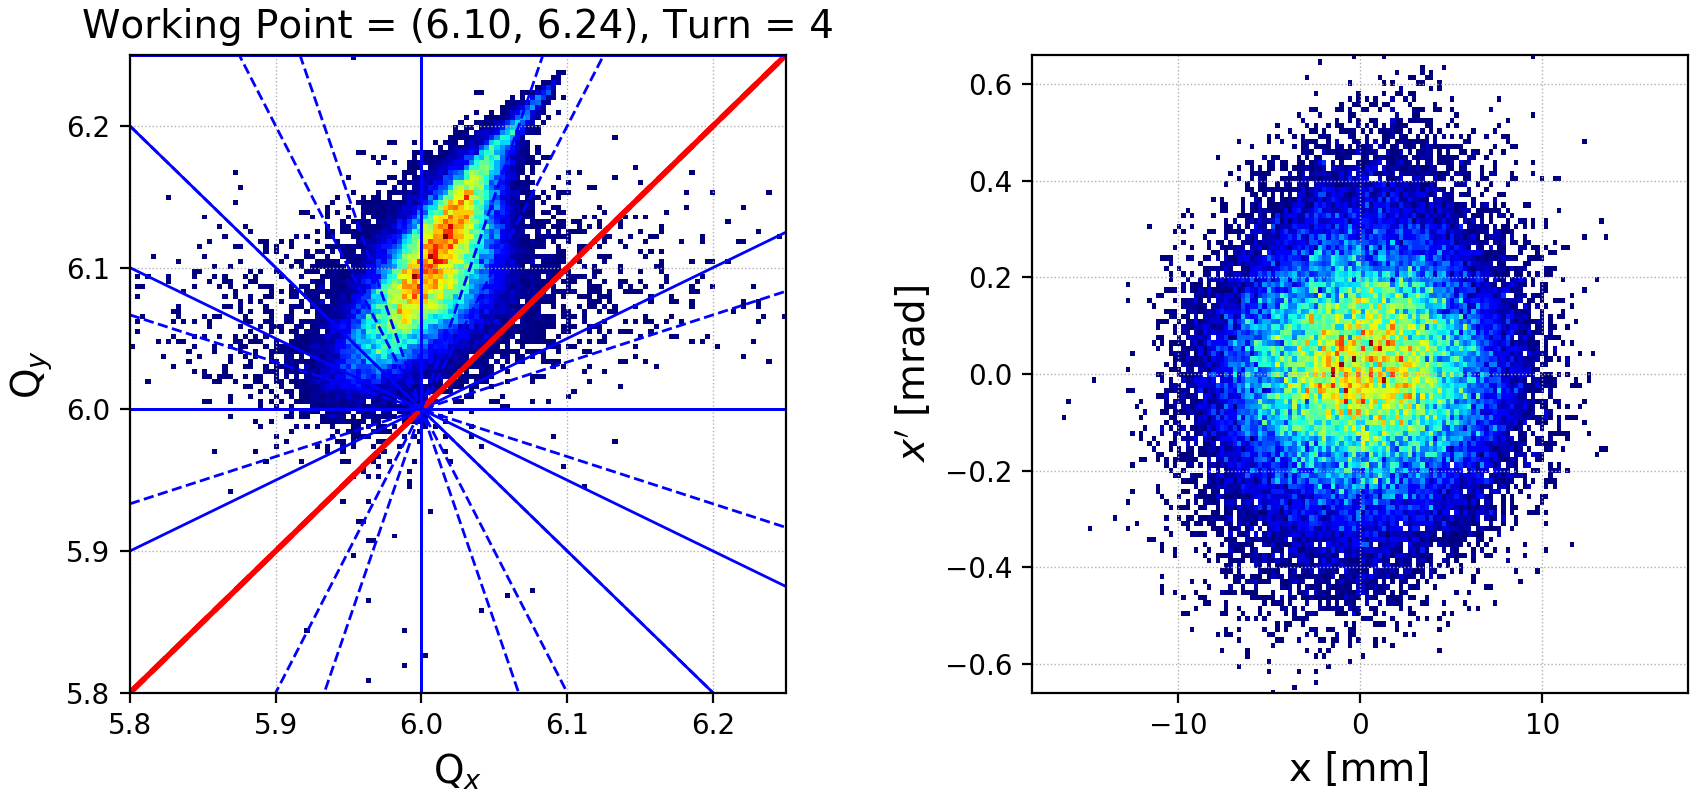 Working Point = (6.10, 6.24), Turn = 4
6.2
6.1
6.0
5.9
5.8
Q_y
5.8 5.9 6.0 6.1 6.2
Q_x
0.6
0.4
0.2
0.0
−0.2
−0.4
−0.6
x′ [mrad]
−10 0 10
x [mm]